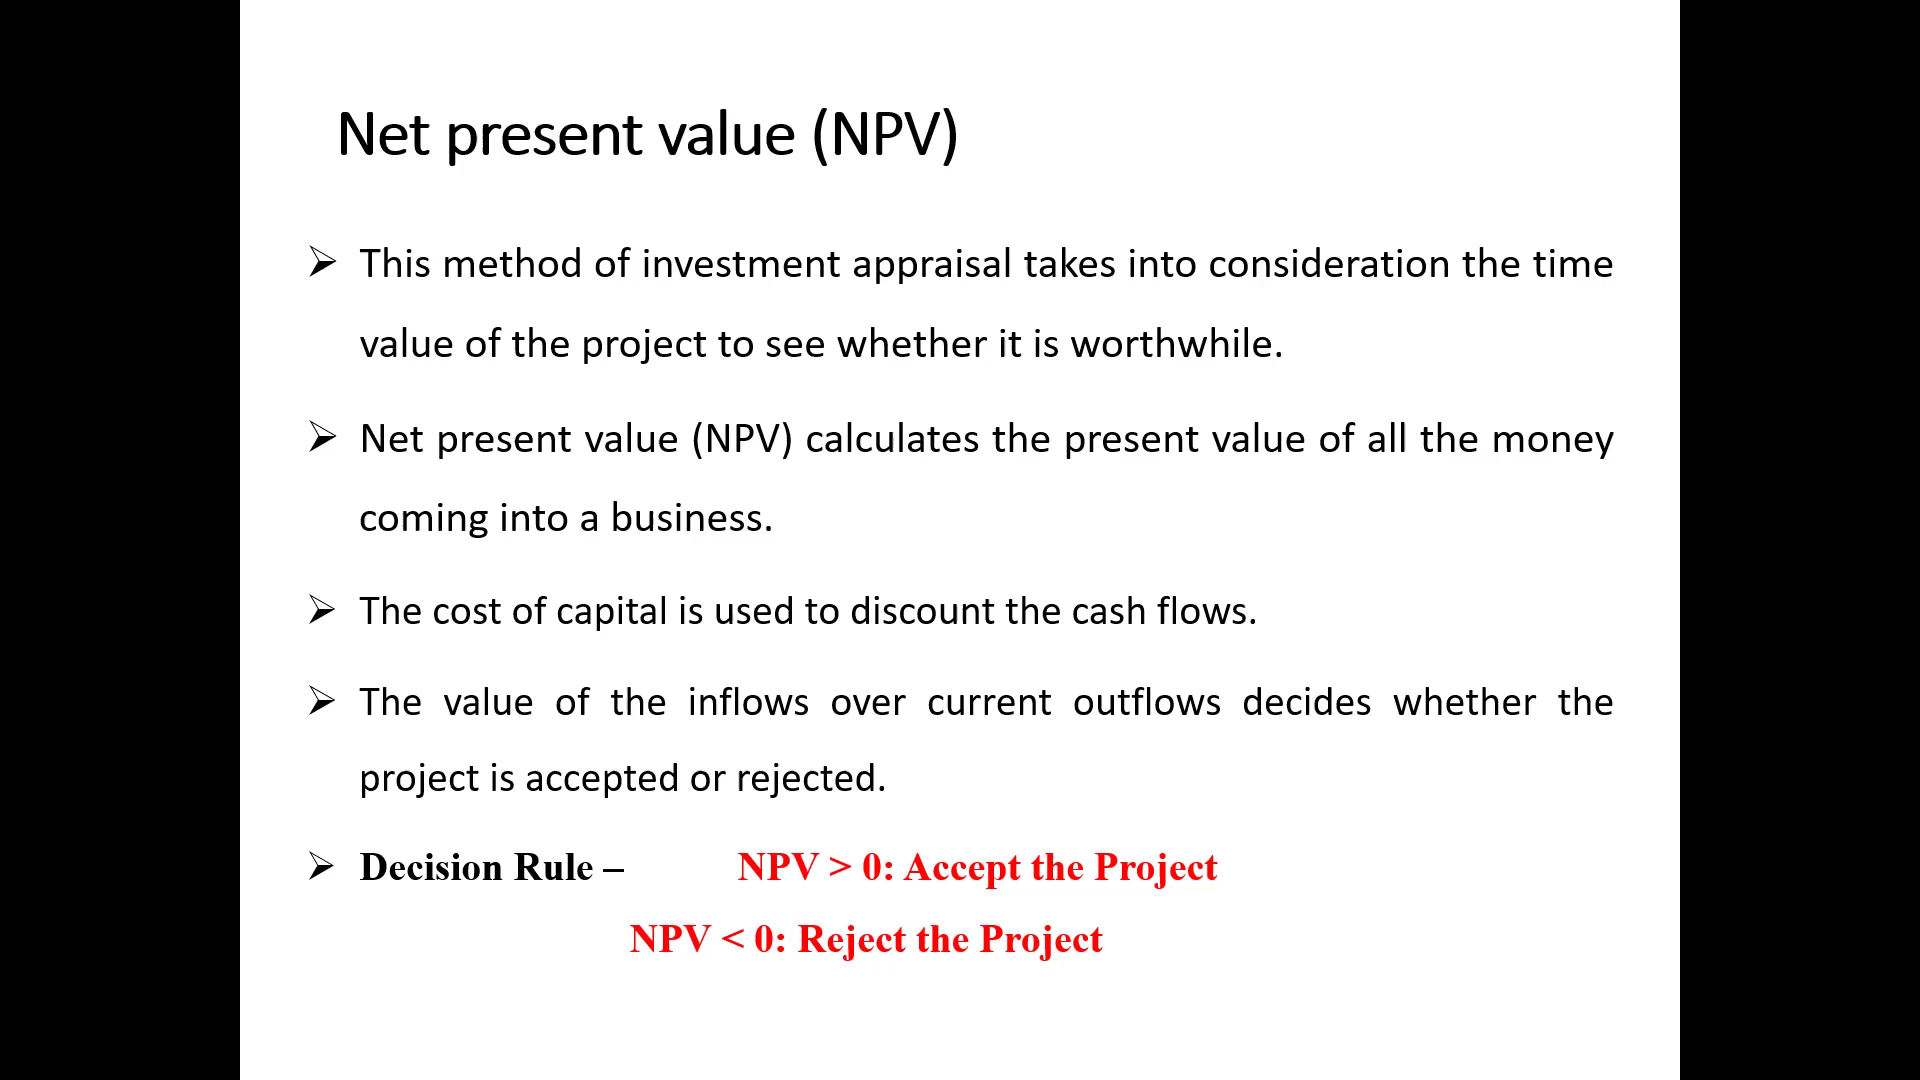 Net present value (NPV)
This method of investment appraisal takes into consideration the time
value of the project to see whether it is worthwhile.
Net present value (NPV) calculates the present value of all the money
coming into a business.
The cost of capital is used to discount the cash flows.
The value of the inflows over current outflows decides whether the
project is accepted or rejected.
Decision Rule – NPV > 0: Accept the Project
NPV < 0: Reject the Project